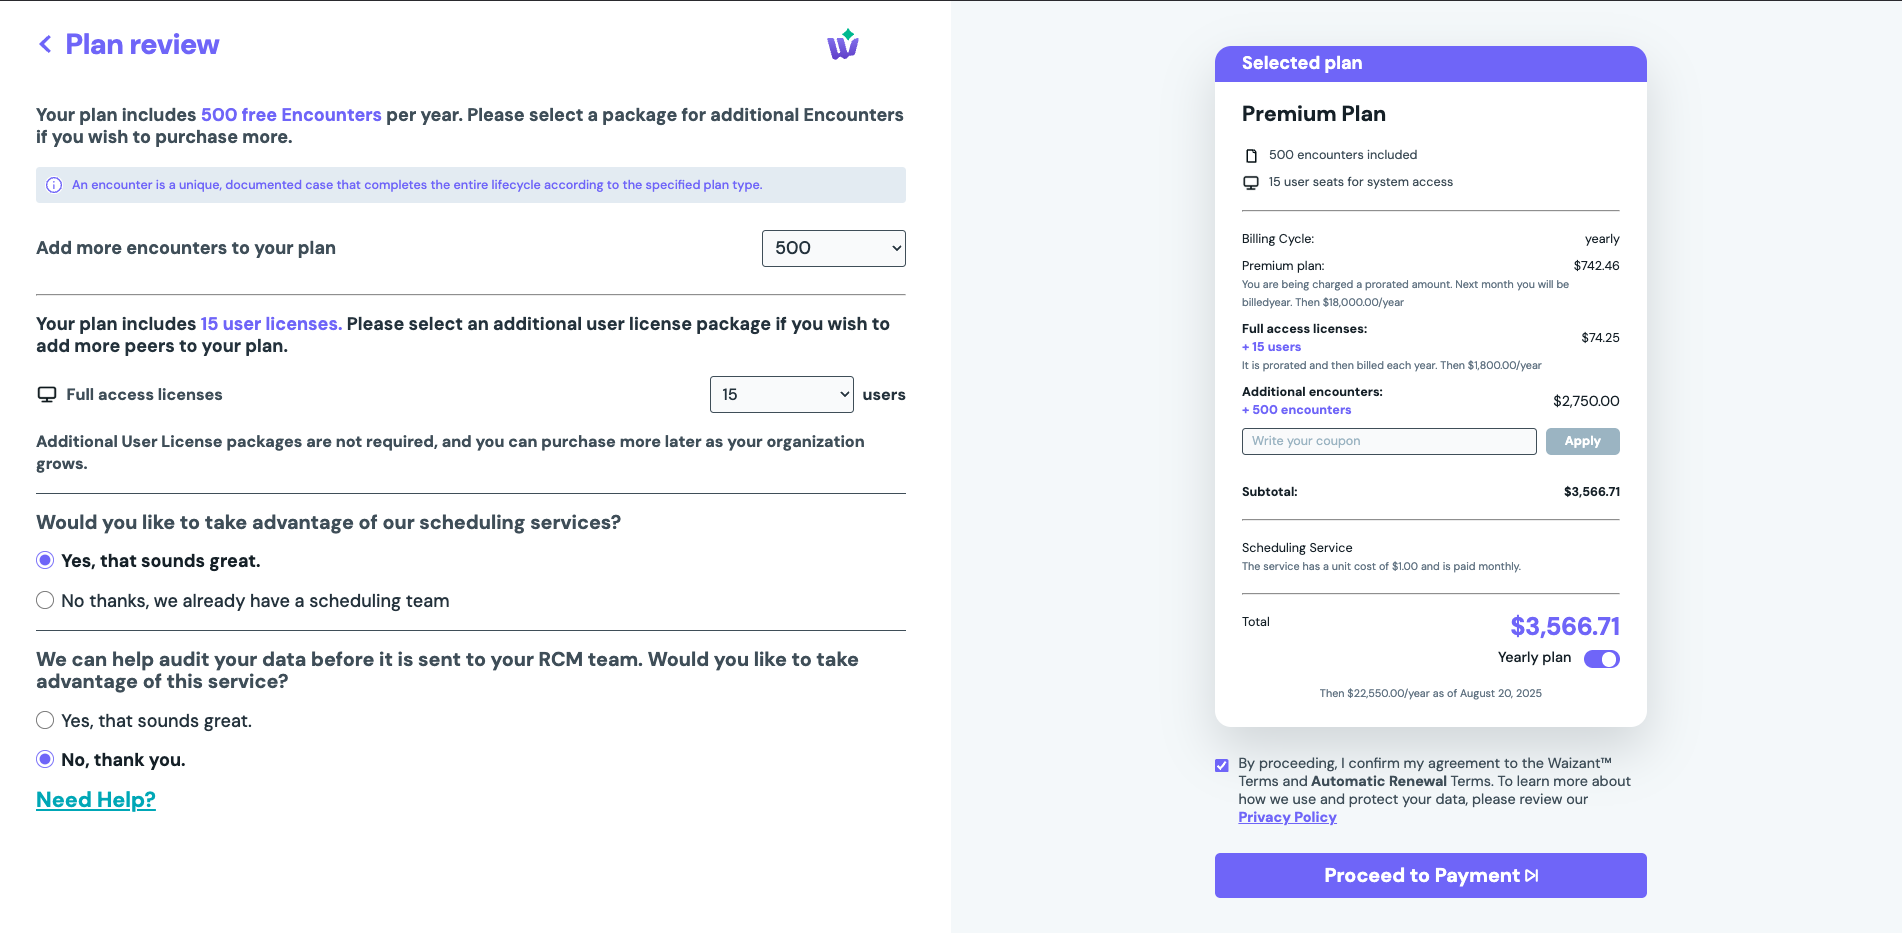 Plan review
Your plan includes 500 free Encounters per year. Please select a package for additional Encounters
if you wish to purchase more.
An encounter is a unique, documented case that completes the entire lifecycle according to the specified plan type.
Add more encounters to your plan
500
Your plan includes 15 user licenses. Please select an additional user license package if you wish to
add more peers to your plan.
Full access licenses
15
users
Additional User License packages are not required, and you can purchase more later as your organization
grows.
Would you like to take advantage of our scheduling services?
Yes, that sounds great.
No thanks, we already have a scheduling team
We can help audit your data before it is sent to your RCM team. Would you like to take
advantage of this service?
Yes, that sounds great.
No, thank you.
Need Help?
Selected plan
Premium Plan
500 encounters included
15 user seats for system access
Billing Cycle: yearly
Premium plan: $742.46
You are being charged a prorated amount. Next month you will be
billedyear. Then $18,000.00/year
Full access licenses:
+ 15 users
$74.25
It is prorated and then billed each year. Then $1,800.00/year
Additional encounters:
+ 500 encounters
$2,750.00
Write your coupon
Apply
Subtotal: $3,566.71
Scheduling Service
The service has a unit cost of $1.00 and is paid monthly.
Total $3,566.71
Yearly plan
Then $22,550.00/year as of August 20, 2025
By proceeding, I confirm my agreement to the Waizant™
Terms and Automatic Renewal Terms. To learn more about
how we use and protect your data, please review our
Privacy Policy
Proceed to Payment